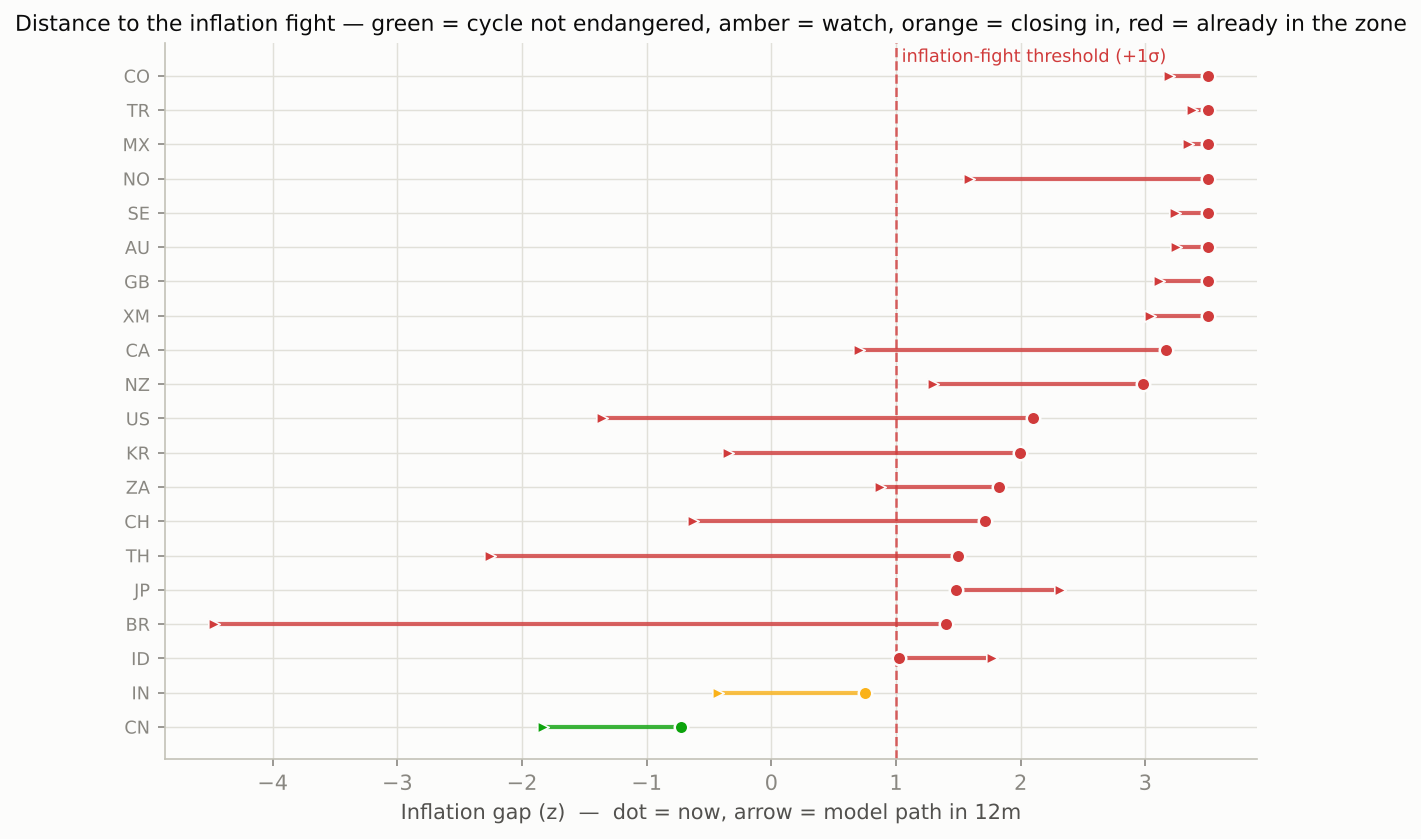 Distance to the inflation fight — green = cycle not endangered, amber = watch, orange = closing in, red = already in the zone
inflation-fight threshold (+1σ)
CO
TR
MX
NO
SE
AU
GB
XM
CA
NZ
US
KR
ZA
CH
TH
JP
BR
ID
IN
CN
−4 −3 −2 −1 0 1 2 3
Inflation gap (z) — dot = now, arrow = model path in 12m